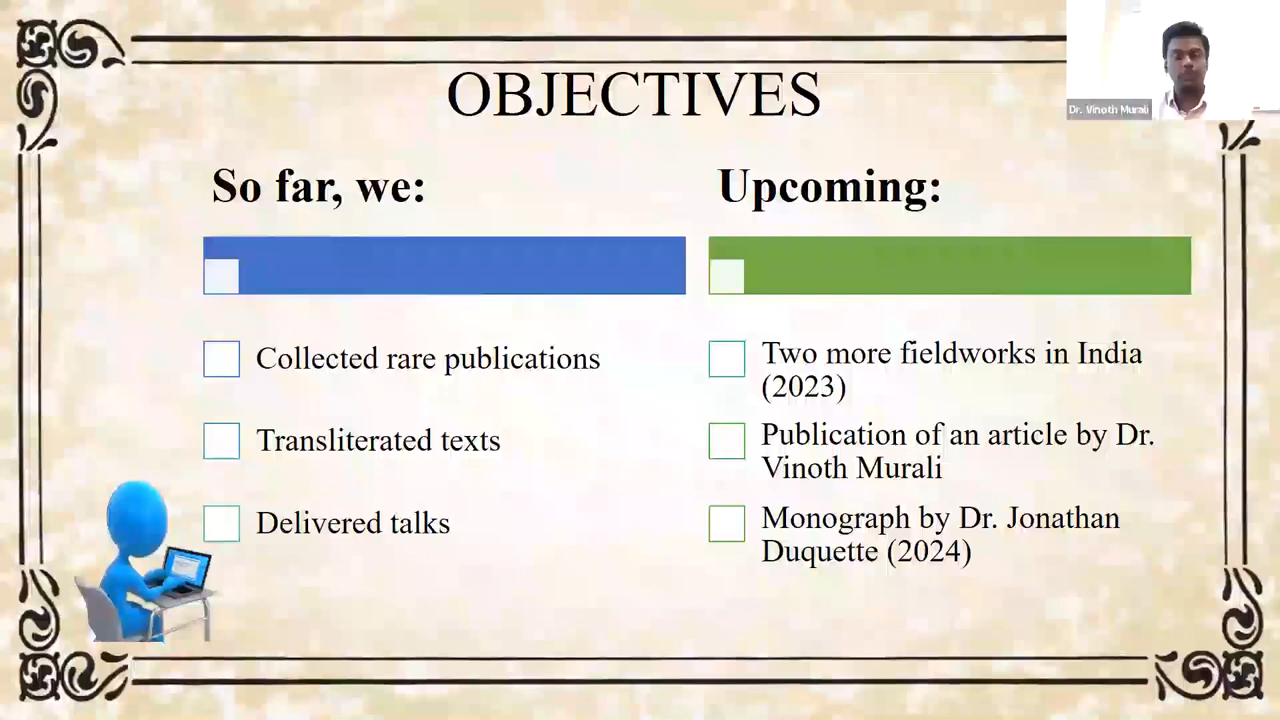 OBJECTIVES
Dr. Vinoth Murali
So far, we:
Collected rare publications
Transliterated texts
Delivered talks
Upcoming:
Two more fieldworks in India
(2023)
Publication of an article by Dr.
Vinoth Murali
Monograph by Dr. Jonathan
Duquette (2024)